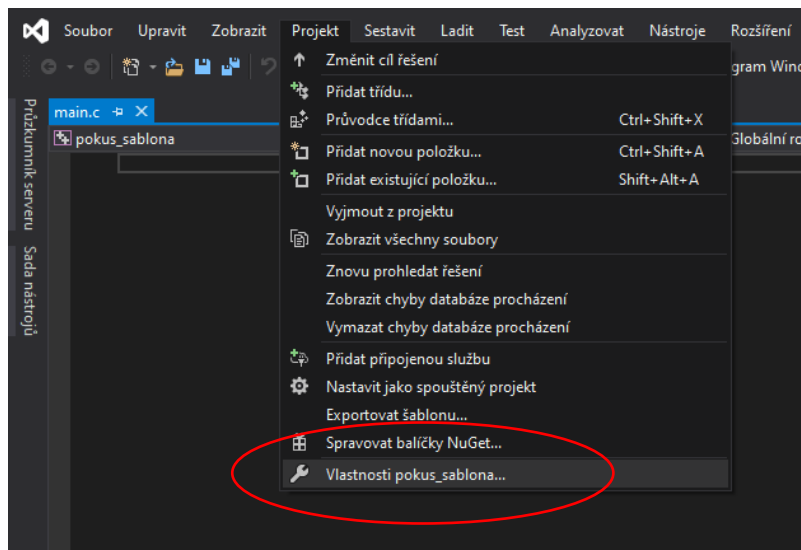 Soubor Upravit Zobrazit Projekt Sestavit Ladit Test Analyzovat Nástroje Rozšíření
gram Wind
main.c
pokus_sablona
Globální ro
Průzkumník serveru
Sada nástrojů
Změnit cíl řešení
Přidat třídu...
Průvodce třídami... Ctrl+Shift+X
Přidat novou položku... Ctrl+Shift+A
Přidat existující položku... Shift+Alt+A
Vyjmout z projektu
Zobrazit všechny soubory
Znovu prohledat řešení
Zobrazit chyby databáze procházení
Vymazat chyby databáze procházení
Přidat připojenou službu
Nastavit jako spouštěný projekt
Exportovat šablonu...
Spravovat balíčky NuGet...
Vlastnosti pokus_sablona...